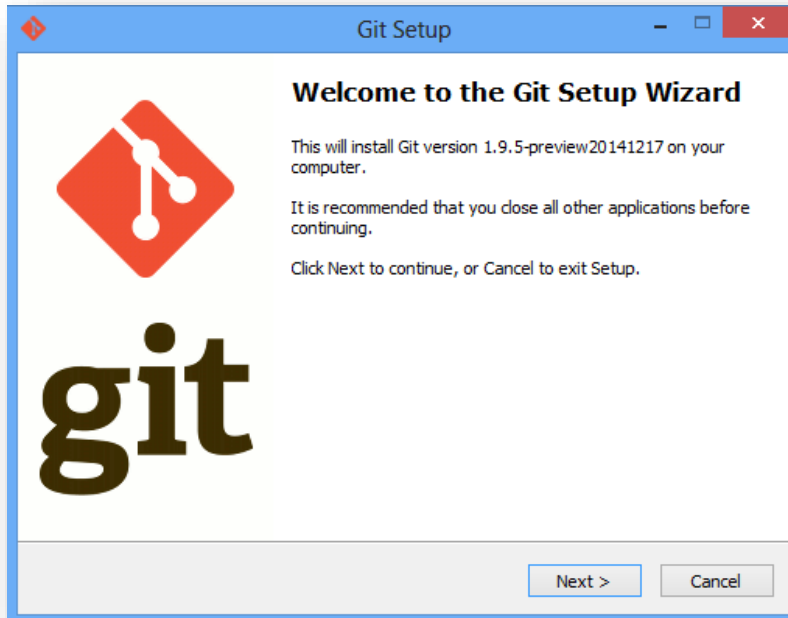 Git Setup
Welcome to the Git Setup Wizard
This will install Git version 1.9.5-preview20141217 on your
computer.
It is recommended that you close all other applications before
continuing.
Click Next to continue, or Cancel to exit Setup.
git
Next >
Cancel